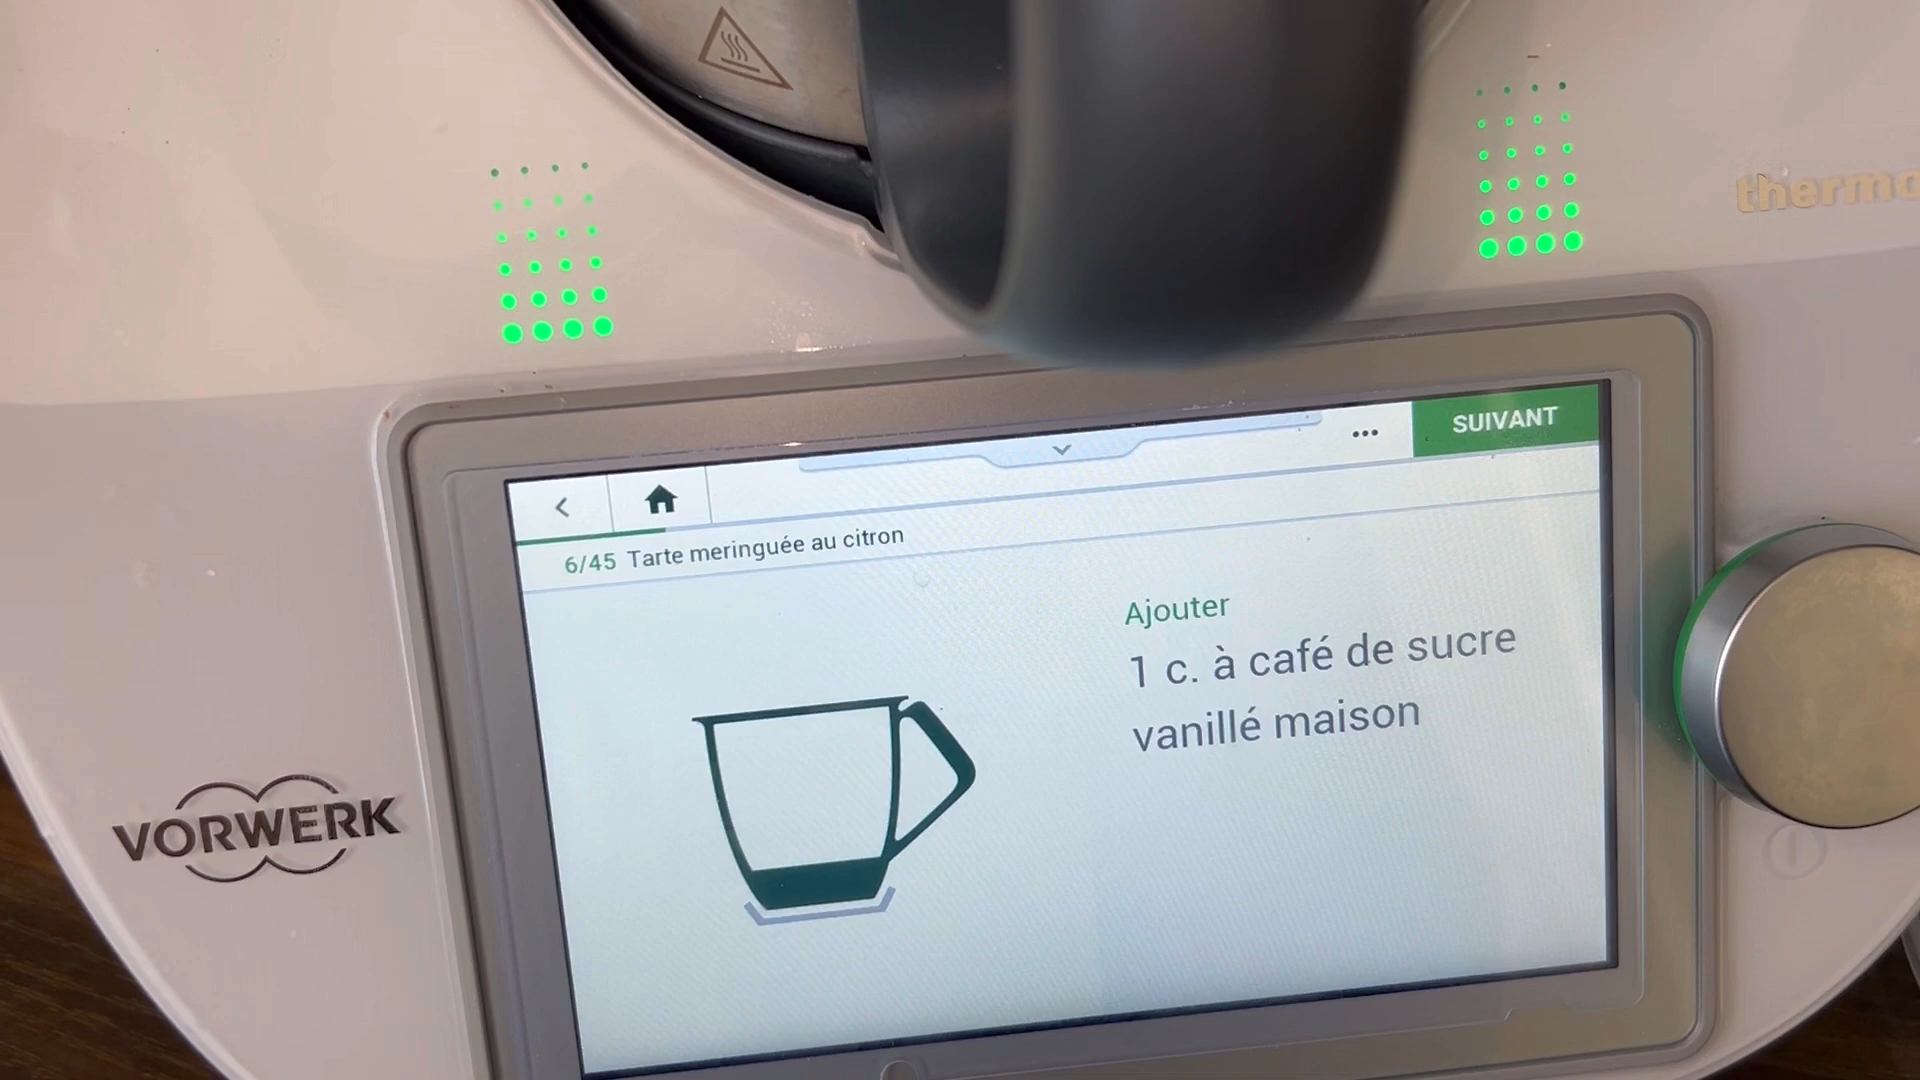 thermo
SUIVANT
6/45 Tarte meringuée au citron
Ajouter
1 c. à café de sucre
vanillé maison
VORWERK